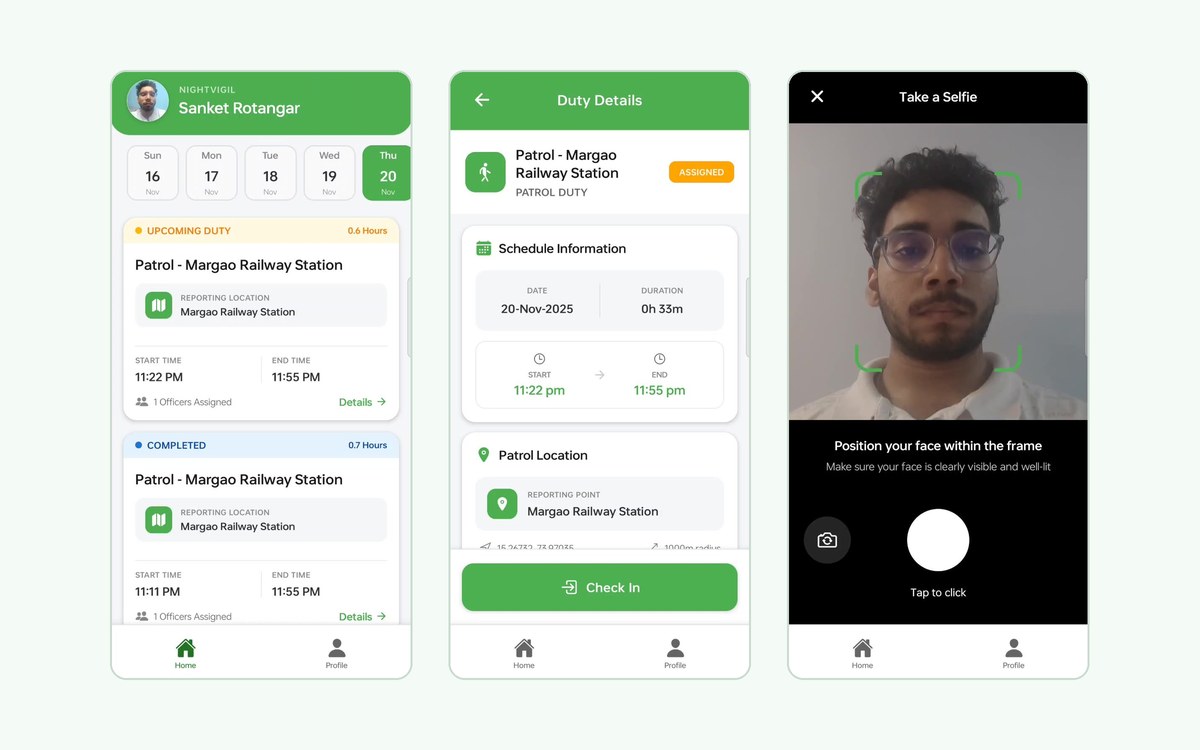 NIGHTVIGIL
Sanket Rotangar
Sun Mon Tue Wed Thu
16 17 18 19 20
Nov Nov Nov Nov Nov
UPCOMING DUTY 0.6 Hours
Patrol - Margao Railway Station
REPORTING LOCATION
Margao Railway Station
START TIME END TIME
11:22 PM 11:55 PM
1 Officers Assigned Details
COMPLETED 0.7 Hours
Patrol - Margao Railway Station
REPORTING LOCATION
Margao Railway Station
START TIME END TIME
11:11 PM 11:55 PM
1 Officers Assigned Details
Home Profile
Duty Details
Patrol - Margao
Railway Station
ASSIGNED
PATROL DUTY
Schedule Information
DATE DURATION
20-Nov-2025 0h 33m
START END
11:22 pm 11:55 pm
Patrol Location
REPORTING POINT
Margao Railway Station
15.26732, 73.97035 1000m radius
Check In
Home Profile
Take a Selfie
Position your face within the frame
Make sure your face is clearly visible and well-lit
Tap to click
Home Profile